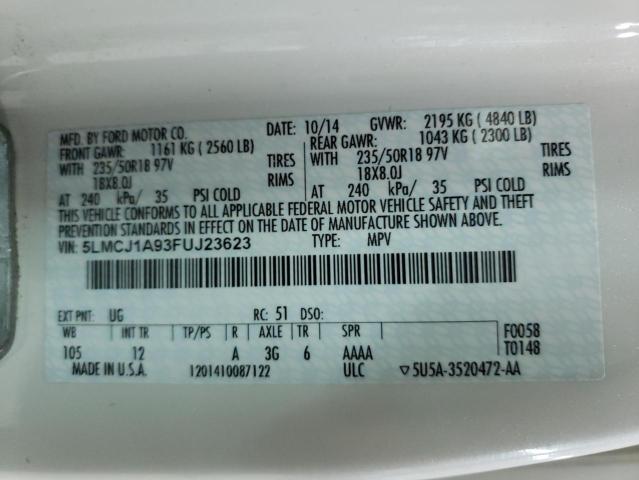 MFD. BY FORD MOTOR CO. DATE: 10/14 GVWR: 2195 KG ( 4840 LB)
FRONT GAWR: 1161 KG ( 2560 LB) REAR GAWR: 1043 KG ( 2300 LB)
WITH 235/50R18 97V TIRES WITH 235/50R18 97V TIRES
18X8.0J RIMS 18X8.0J RIMS
AT 240 kPa/ 35 PSI COLD AT 240 kPa/ 35 PSI COLD
THIS VEHICLE CONFORMS TO ALL APPLICABLE FEDERAL MOTOR VEHICLE SAFETY AND THEFT
PREVENTION STANDARDS IN EFFECT ON THE DATE OF MANUFACTURE SHOWN ABOVE.
VIN: 5LMCJ1A93FUJ23623 TYPE: MPV
EXT PNT: UG RC: 51 DSO:
WB INT TR TP/PS R AXLE TR SPR F0058
105 12 A 3G 6 AAAA T0148
MADE IN U.S.A. 1201410087122 ULC ▽5U5A-3520472-AA